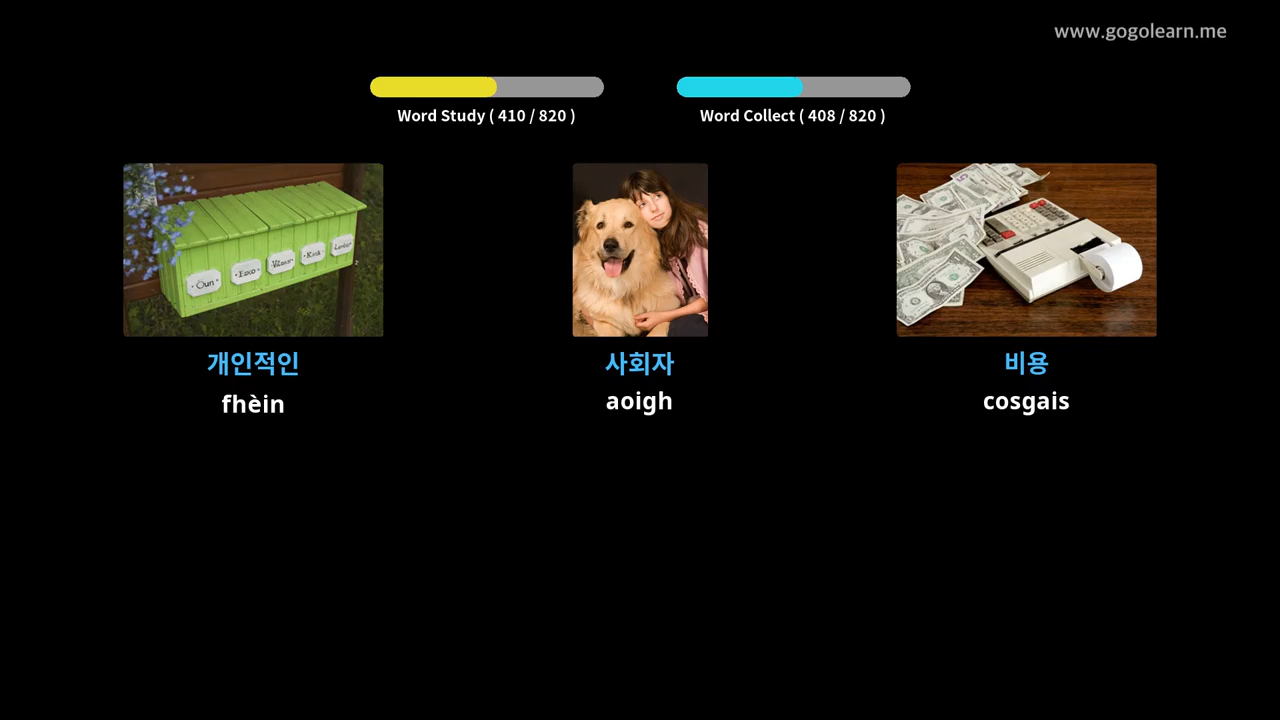 www.gogolearn.me
Word Study ( 410 / 820 )
Word Collect ( 408 / 820 )
개인적인
사회자
비용
fhèin
aoigh
cosgais